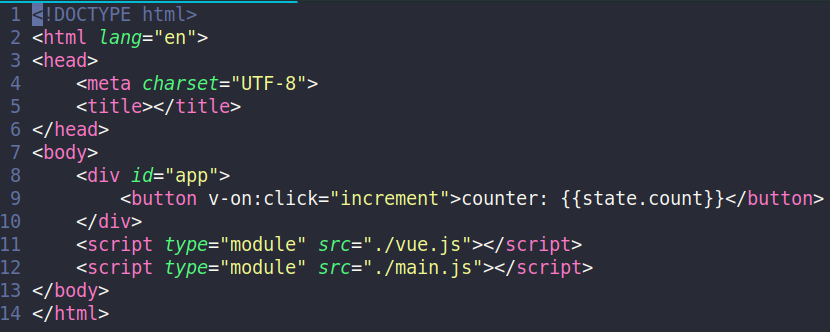 1 <!DOCTYPE html>
2 <html lang="en">
3 <head>
4     <meta charset="UTF-8">
5     <title></title>
6 </head>
7 <body>
8     <div id="app">
9         <button v-on:click="increment">counter: {{state.count}}</button>
10     </div>
11     <script type="module" src="./vue.js"></script>
12     <script type="module" src="./main.js"></script>
13 </body>
14 </html>